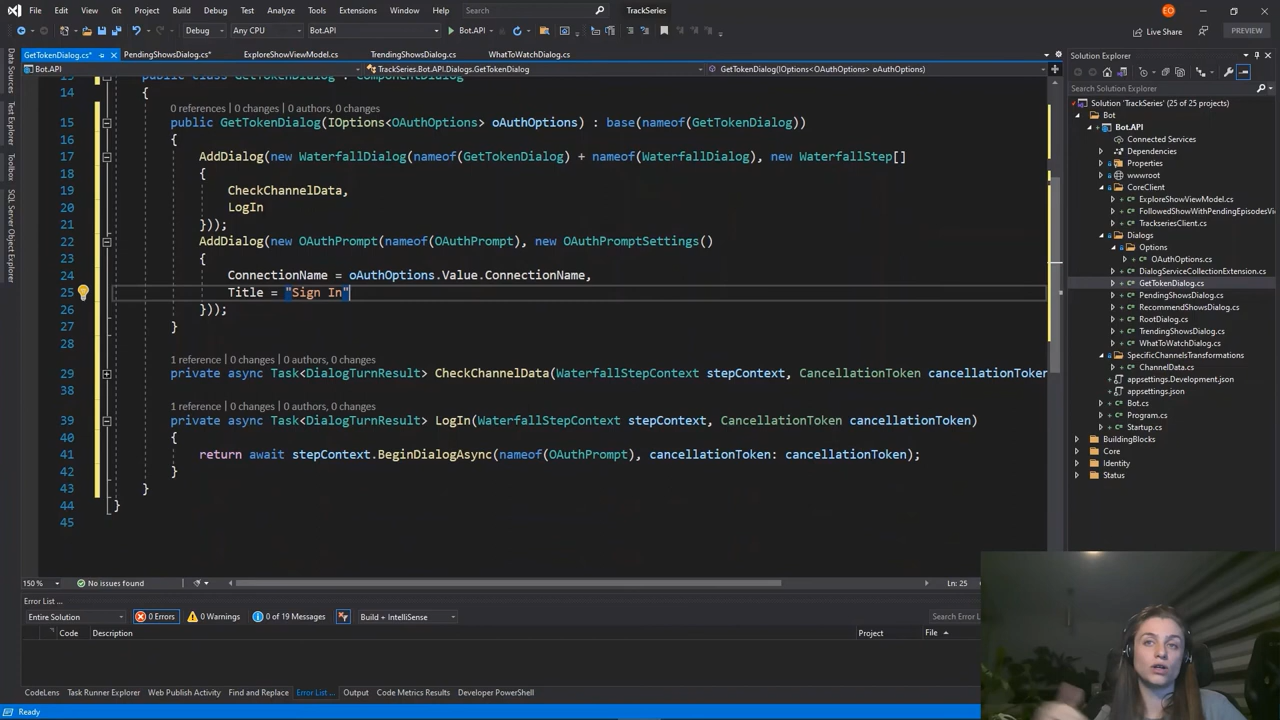 File Edit View Git Project Build Debug Test Analyze Tools Extensions Window Help Search TrackSeries EO
Debug Any CPU Bot.API Bot.API Live Share PREVIEW
GetTokenDialog.cs* PendingShowsDialog.cs* ExploreShowViewModel.cs TrendingShowsDialog.cs WhatToWatchDialog.cs
Bot.API TrackSeries.Bot.API.Dialogs.GetTokenDialog GetTokenDialog(IOptions<OAuthOptions> oAuthOptions)
14 {
0 references | 0 changes | 0 authors, 0 changes
15 public GetTokenDialog(IOptions<OAuthOptions> oAuthOptions) : base(nameof(GetTokenDialog))
16 {
17 AddDialog(new WaterfallDialog(nameof(GetTokenDialog) + nameof(WaterfallDialog), new WaterfallStep[]
18 {
19 CheckChannelData,
20 LogIn
21 }));
22 AddDialog(new OAuthPrompt(nameof(OAuthPrompt), new OAuthPromptSettings()
23 {
24 ConnectionName = oAuthOptions.Value.ConnectionName,
25 Title = "Sign In"
26 }));
27 }
28
1 reference | 0 changes | 0 authors, 0 changes
29 private async Task<DialogTurnResult> CheckChannelData(WaterfallStepContext stepContext, CancellationToken cancellationToken
1 reference | 0 changes | 0 authors, 0 changes
39 private async Task<DialogTurnResult> LogIn(WaterfallStepContext stepContext, CancellationToken cancellationToken)
40 {
41 return await stepContext.BeginDialogAsync(nameof(OAuthPrompt), cancellationToken: cancellationToken);
42 }
43 }
44 }
45
150 % No issues found Ln: 25
Error List ...
Entire Solution 0 Errors 0 Warnings 0 of 19 Messages Build + IntelliSense Search Error
Code Description Project File
CodeLens Task Runner Explorer Web Publish Activity Find and Replace Error List ... Output Code Metrics Results Developer PowerShell
Ready
Data Sources
Test Explorer
Toolbox
SQL Server Object Explorer
Solution Explorer
Search Solution Explorer
Solution 'TrackSeries' (25 of 25 projects)
Bot
Bot.API
Connected Services
Dependencies
Properties
wwwroot
CoreClient
ExploreShowViewModel.cs
FollowedShowWithPendingEpisodesVi
TrackseriesClient.cs
Dialogs
Options
OAuthOptions.cs
DialogServiceCollectionExtension.cs
GetTokenDialog.cs
PendingShowsDialog.cs
RecommendShowsDialog.cs
RootDialog.cs
TrendingShowsDialog.cs
WhatToWatchDialog.cs
SpecificChannelsTransformations
ChannelData.cs
appsettings.Development.json
appsettings.json
Bot.cs
Program.cs
Startup.cs
BuildingBlocks
Core
Identity
Status